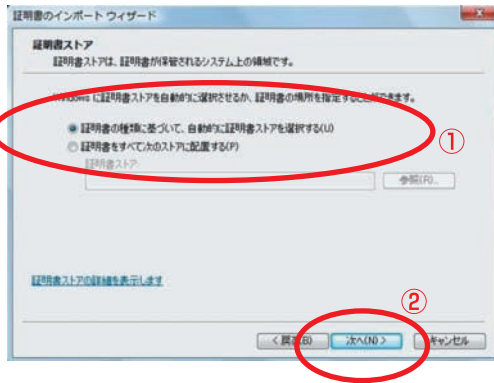 証明書のインポート ウィザード
証明書ストア
証明書ストアは、証明書が保管されるシステム上の領域です。
Windows に証明書ストアを自動的に選択させるか、証明書の場所を指定することができます。
証明書の種類に基づいて、自動的に証明書ストアを選択する(U)
①
証明書をすべて次のストアに配置する(P)
証明書ストア:
参照(R)...
証明書ストアの詳細を表示します
②
< 戻る(B) 次へ(N) > キャンセル